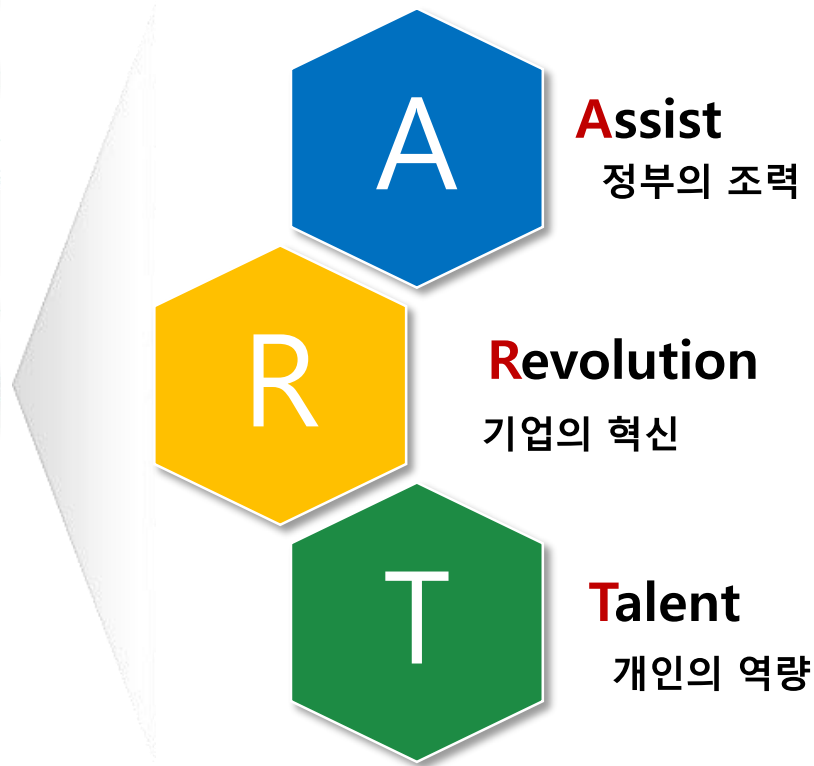 A
Assist
정부의 조력
R
Revolution
기업의 혁신
T
Talent
개인의 역량